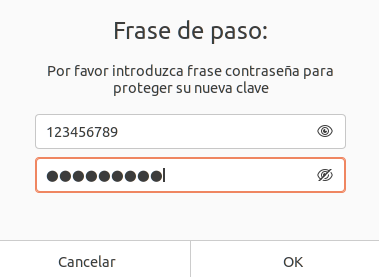 Frase de paso:
Por favor introduzca frase contraseña para
proteger su nueva clave
123456789
●●●●●●●●●
Cancelar OK